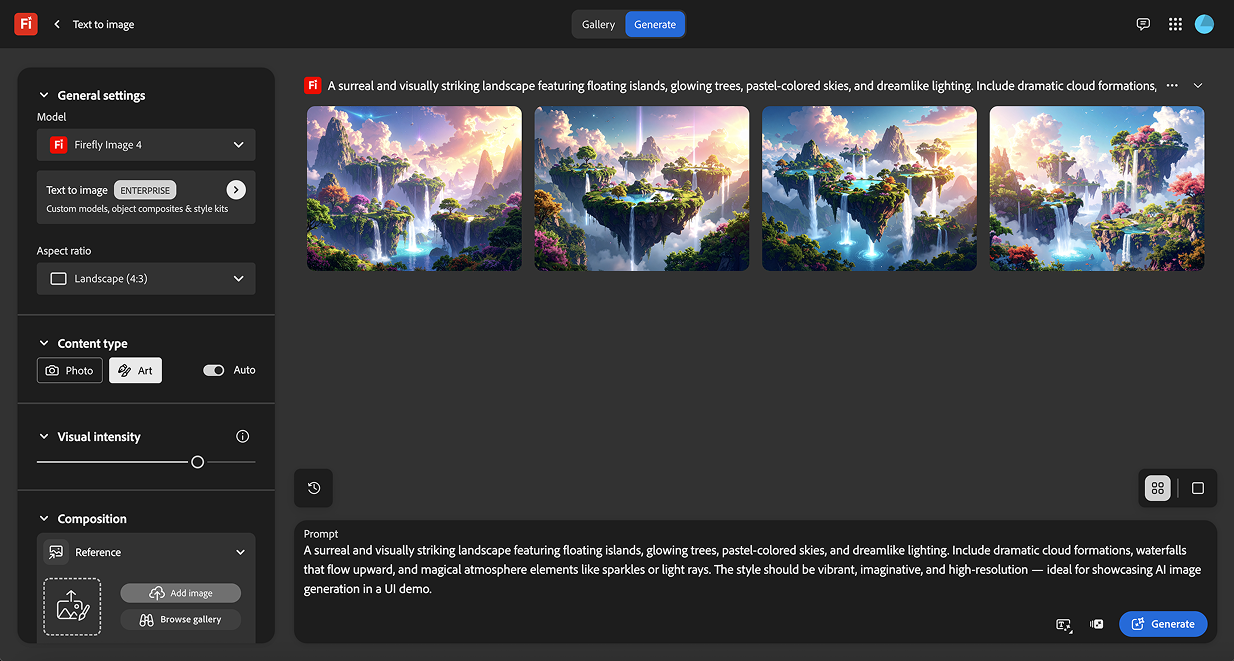 Fi
Text to image
Gallery
Generate
General settings
Model
Fi Firefly Image 4
Text to image ENTERPRISE
Custom models, object composites & style kits
Aspect ratio
Landscape (4:3)
Content type
Photo
Art
Auto
Visual intensity
Composition
Reference
Add image
Browse gallery
Fi A surreal and visually striking landscape featuring floating islands, glowing trees, pastel-colored skies, and dreamlike lighting. Include dramatic cloud formations,
Prompt
A surreal and visually striking landscape featuring floating islands, glowing trees, pastel-colored skies, and dreamlike lighting. Include dramatic cloud formations, waterfalls
that flow upward, and magical atmosphere elements like sparkles or light rays. The style should be vibrant, imaginative, and high-resolution — ideal for showcasing AI image
generation in a UI demo.
Generate